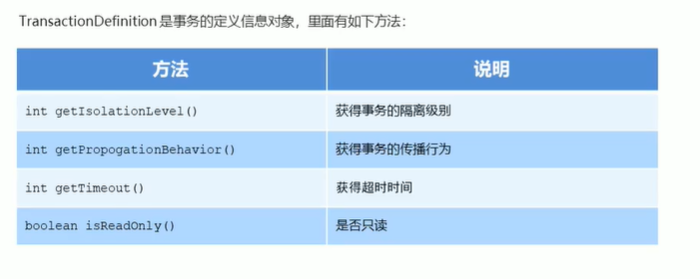 TransactionDefinition 是事务的定义信息对象，里面有如下方法：
方法 说明
int getIsolationLevel() 获得事务的隔离级别
int getPropogationBehavior() 获得事务的传播行为
int getTimeout() 获得超时时间
boolean isReadOnly() 是否只读